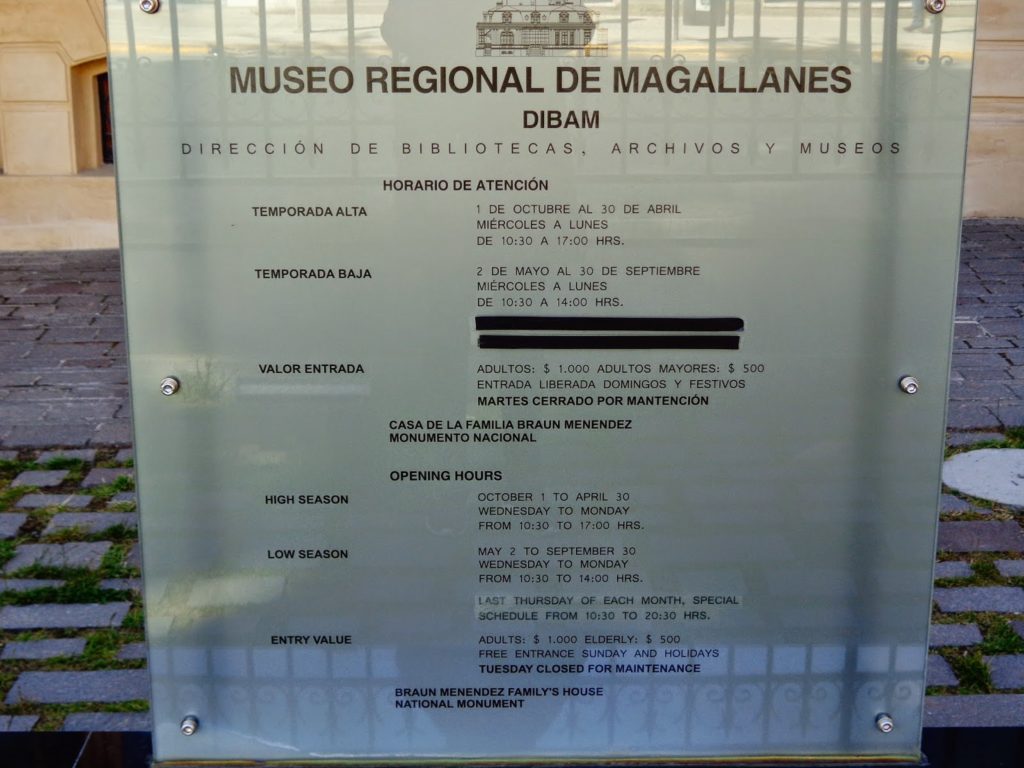 MUSEO REGIONAL DE MAGALLANES
DIBAM
DIRECCIÓN DE BIBLIOTECAS, ARCHIVOS Y MUSEOS
HORARIO DE ATENCIÓN
TEMPORADA ALTA
1 DE OCTUBRE AL 30 DE ABRIL
MIÉRCOLES A LUNES
DE 10:30 A 17:00 HRS.
TEMPORADA BAJA
2 DE MAYO AL 30 DE SEPTIEMBRE
MIÉRCOLES A LUNES
DE 10:30 A 14:00 HRS.
VALOR ENTRADA
ADULTOS: $ 1.000 ADULTOS MAYORES: $ 500
ENTRADA LIBERADA DOMINGOS Y FESTIVOS
MARTES CERRADO POR MANTENCIÓN
CASA DE LA FAMILIA BRAUN MENENDEZ
MONUMENTO NACIONAL
OPENING HOURS
HIGH SEASON
OCTOBER 1 TO APRIL 30
WEDNESDAY TO MONDAY
FROM 10:30 TO 17:00 HRS.
LOW SEASON
MAY 2 TO SEPTEMBER 30
WEDNESDAY TO MONDAY
FROM 10:30 TO 14:00 HRS.
LAST THURSDAY OF EACH MONTH, SPECIAL
SCHEDULE FROM 10:30 TO 20:30 HRS.
ENTRY VALUE
ADULTS: $ 1.000 ELDERLY: $ 500
FREE ENTRANCE SUNDAY AND HOLIDAYS
TUESDAY CLOSED FOR MAINTENANCE
BRAUN MENENDEZ FAMILY'S HOUSE
NATIONAL MONUMENT